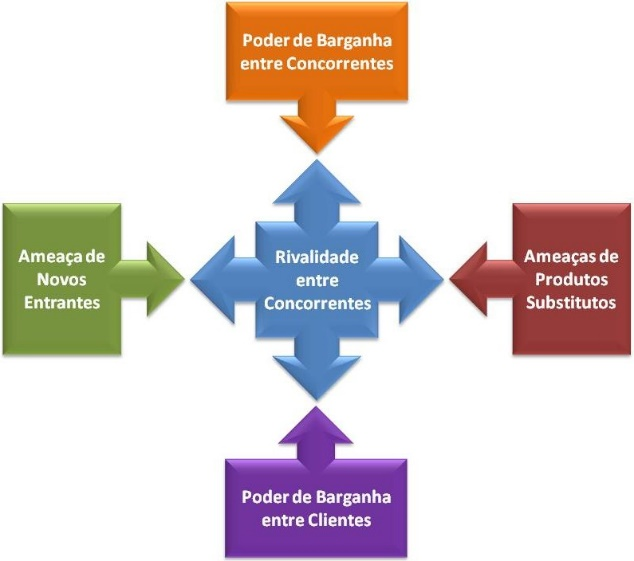 Poder de Barganha
entre Concorrentes
Ameaça de
Novos
Entrantes
Rivalidade
entre
Concorrentes
Ameaças de
Produtos
Substitutos
Poder de Barganha
entre Clientes